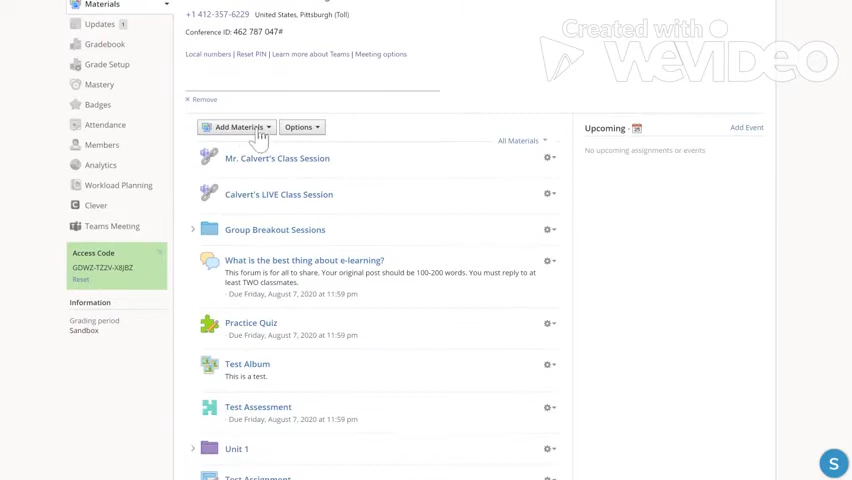 Materials
Updates 1
Gradebook
Grade Setup
Mastery
Badges
Attendance
Members
Analytics
Workload Planning
C Clever
Teams Meeting
Access Code
GDWZ-TZ2V-X8JBZ
Reset
Information
Grading period
Sandbox
+1 412-357-6229 United States, Pittsburgh (Toll)
Conference ID: 462 787 047#
Local numbers | Reset PIN | Learn more about Teams | Meeting options
× Remove
Add Materials
Options
All Materials
Mr. Calvert's Class Session
Calvert's LIVE Class Session
Group Breakout Sessions
What is the best thing about e-learning?
This forum is for all to share. Your original post should be 100-200 words. You must reply to at
least TWO classmates.
· Due Friday, August 7, 2020 at 11:59 pm
Practice Quiz
· Due Friday, August 7, 2020 at 11:59 pm
Test Album
This is a test.
Test Assessment
· Due Friday, August 7, 2020 at 11:59 pm
Unit 1
Test Assignment
Upcoming ·
Add Event
No upcoming assignments or events
Created with
WeVideo
S